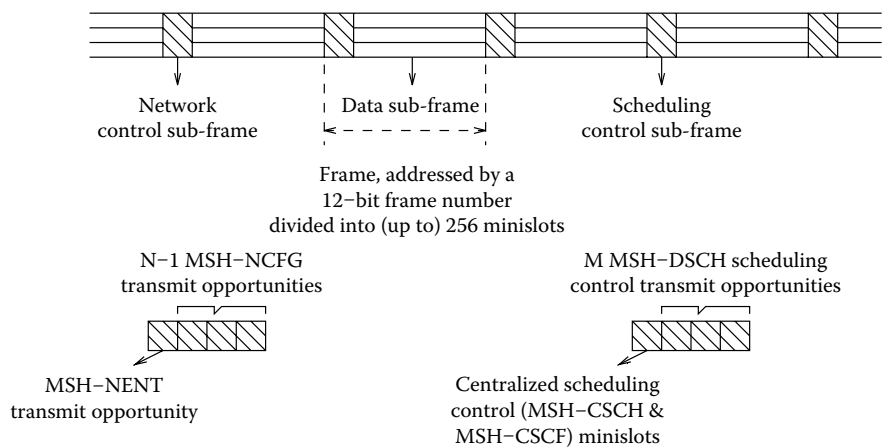 Network
control sub-frame
Data sub-frame
Scheduling
control sub-frame
Frame, addressed by a
12−bit frame number
divided into (up to) 256 minislots
N−1 MSH−NCFG
transmit opportunities
M MSH−DSCH scheduling
control transmit opportunities
MSH−NENT
transmit opportunity
Centralized scheduling
control (MSH−CSCH &
MSH−CSCF) minislots